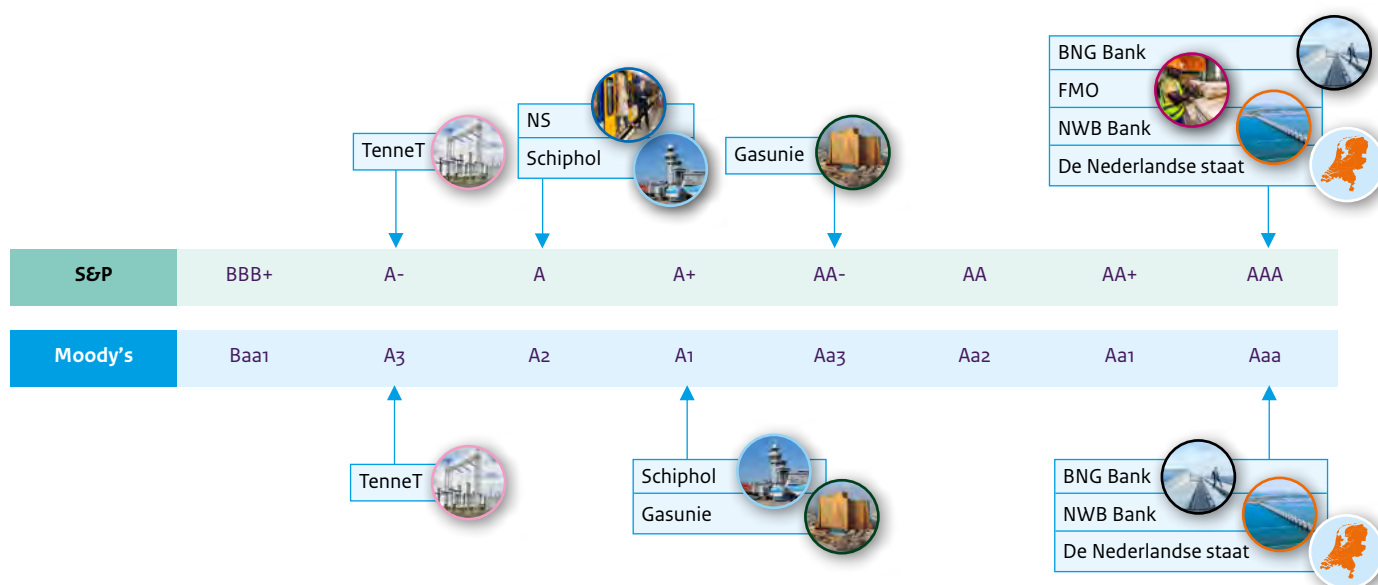 BNG Bank
FMO
NWB Bank
De Nederlandse staat
NS
Schiphol
TenneT
Gasunie
S&P BBB+ A- A A+ AA- AA AA+ AAA
Moody's Baa1 A3 A2 A1 Aa3 Aa2 Aa1 Aaa
TenneT
Schiphol
Gasunie
BNG Bank
NWB Bank
De Nederlandse staat